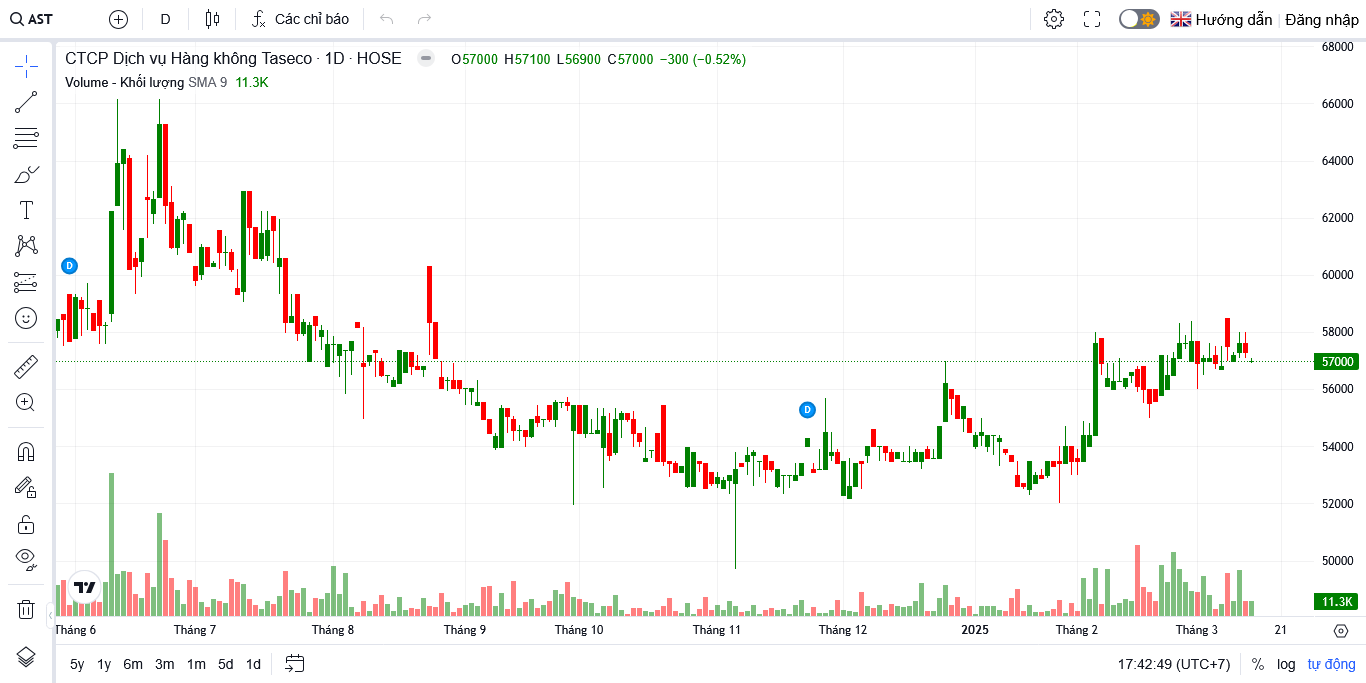 AST D Các chỉ báo Hướng dẫn Đăng nhập
CTCP Dịch vụ Hàng không Taseco · 1D · HOSE O57000 H57100 L56900 C57000 −300 (−0.52%)
Volume - Khối lượng SMA 9 11.3K
68000
66000
64000
62000
60000
58000
57000
56000
54000
52000
50000
11.3K
D
D
Tháng 6 Tháng 7 Tháng 8 Tháng 9 Tháng 10 Tháng 11 Tháng 12 2025 Tháng 2 Tháng 3 21
5y 1y 6m 3m 1m 5d 1d 17:42:49 (UTC+7) % log tự động